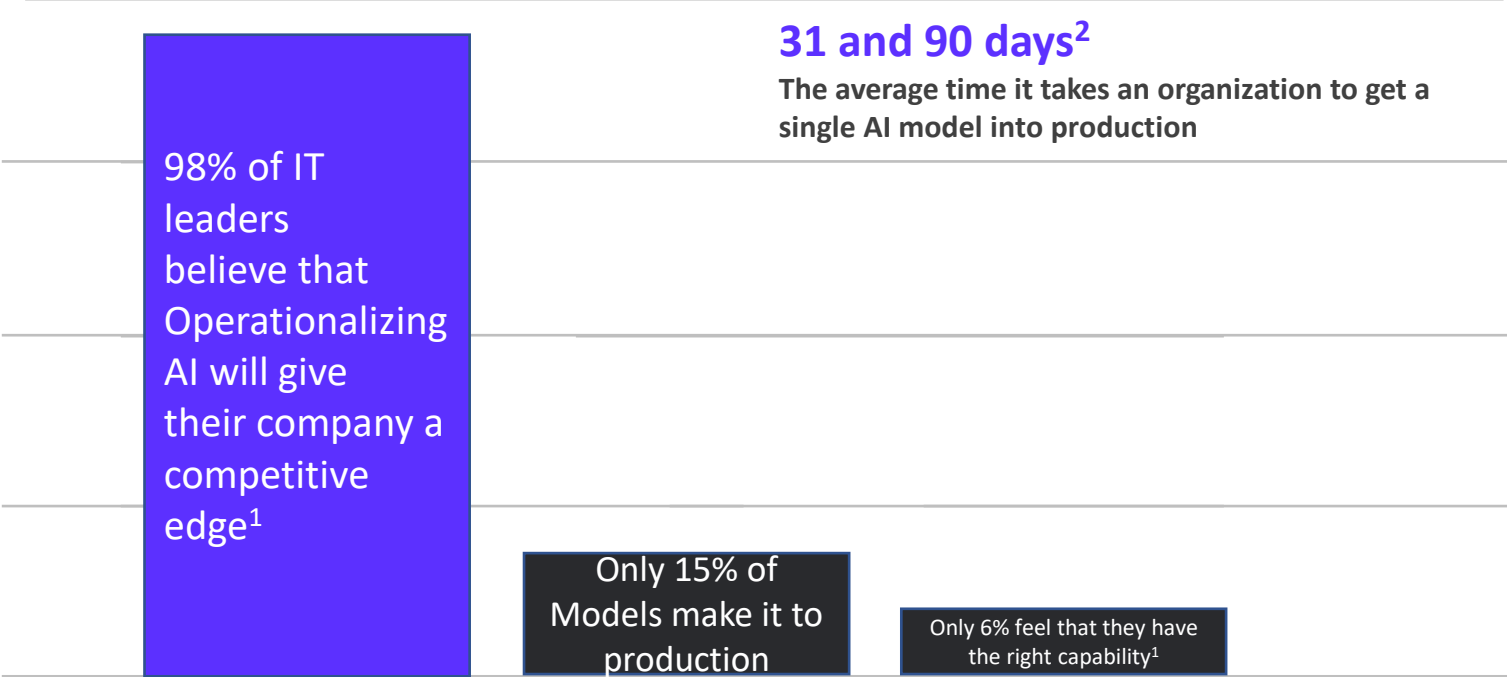 31 and 90 days²
The average time it takes an organization to get a
single AI model into production
98% of IT
leaders
believe that
Operationalizing
AI will give
their company a
competitive
edge¹
Only 15% of
Models make it to
production
Only 6% feel that they have
the right capability¹